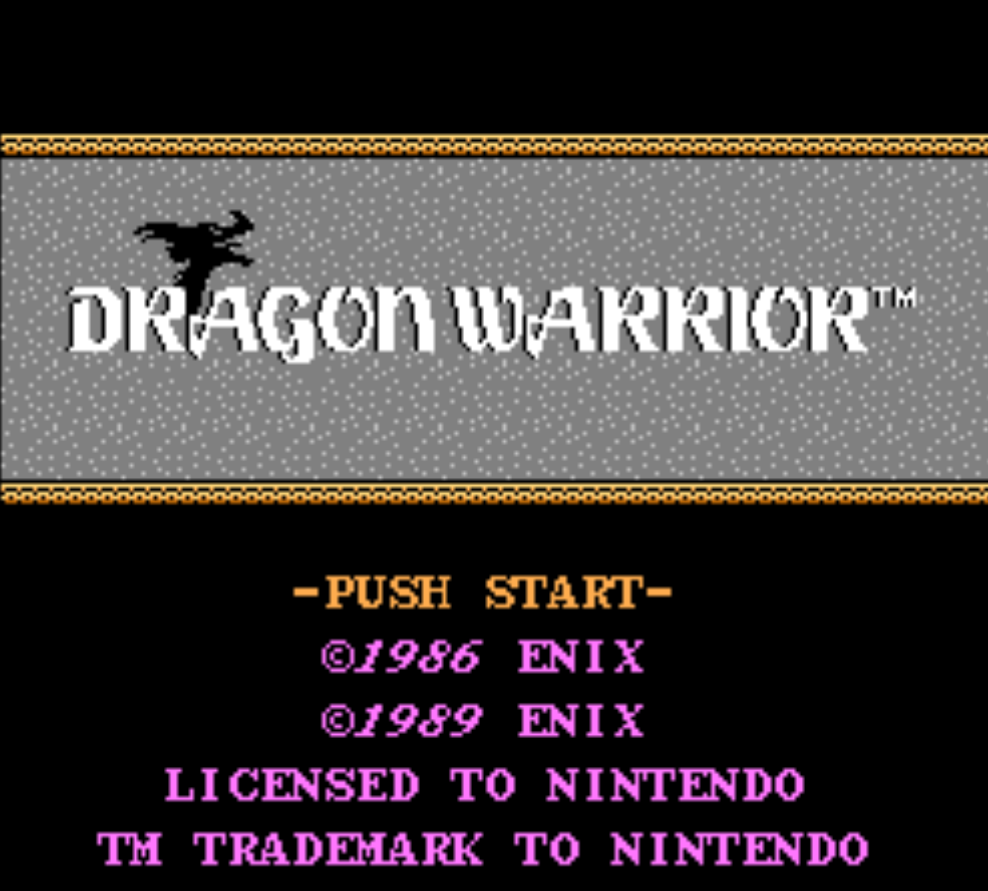 DRAGON WARRIOR™
-PUSH START-
©1986 ENIX
©1989 ENIX
LICENSED TO NINTENDO
TM TRADEMARK TO NINTENDO